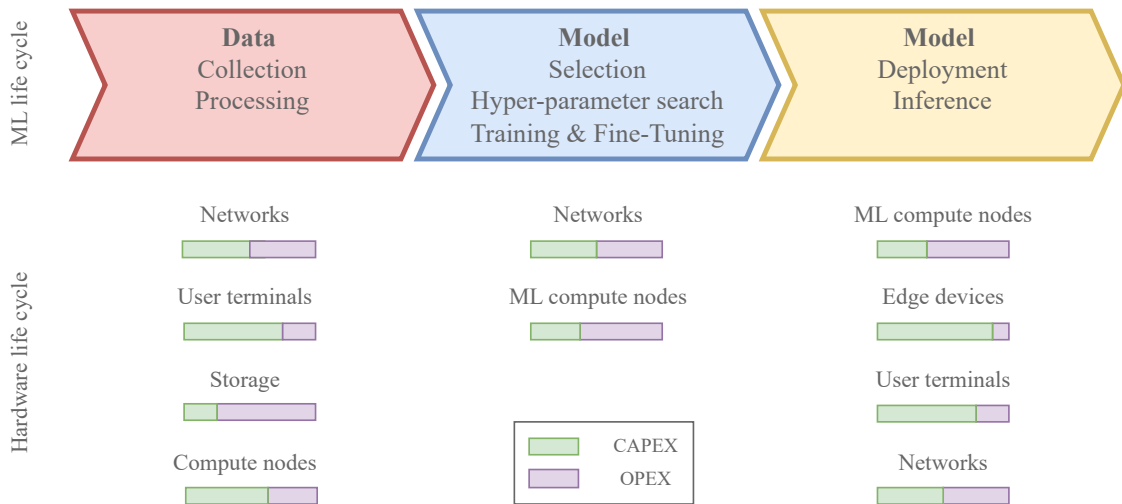 ML life cycle
Data
Collection
Processing
Model
Selection
Hyper-parameter search
Training & Fine-Tuning
Model
Deployment
Inference
Hardware life cycle
Networks
User terminals
Storage
Compute nodes
Networks
ML compute nodes
CAPEX
OPEX
ML compute nodes
Edge devices
User terminals
Networks